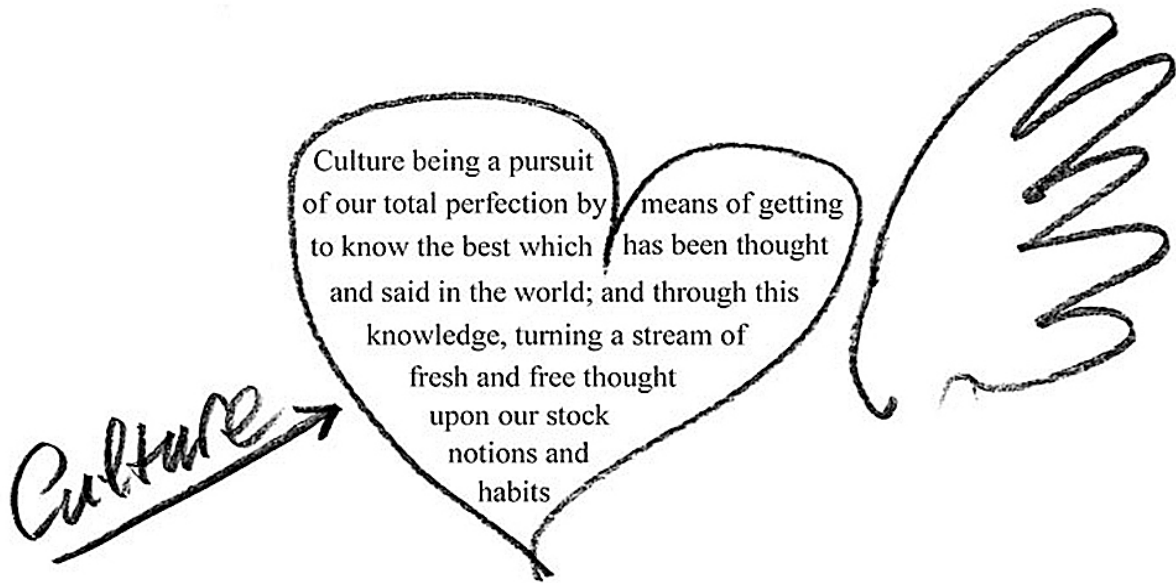 Culture being a pursuit
of our total perfection by means of getting
to know the best which has been thought
and said in the world; and through this
knowledge, turning a stream of
fresh and free thought
upon our stock
notions and
habits
Culture